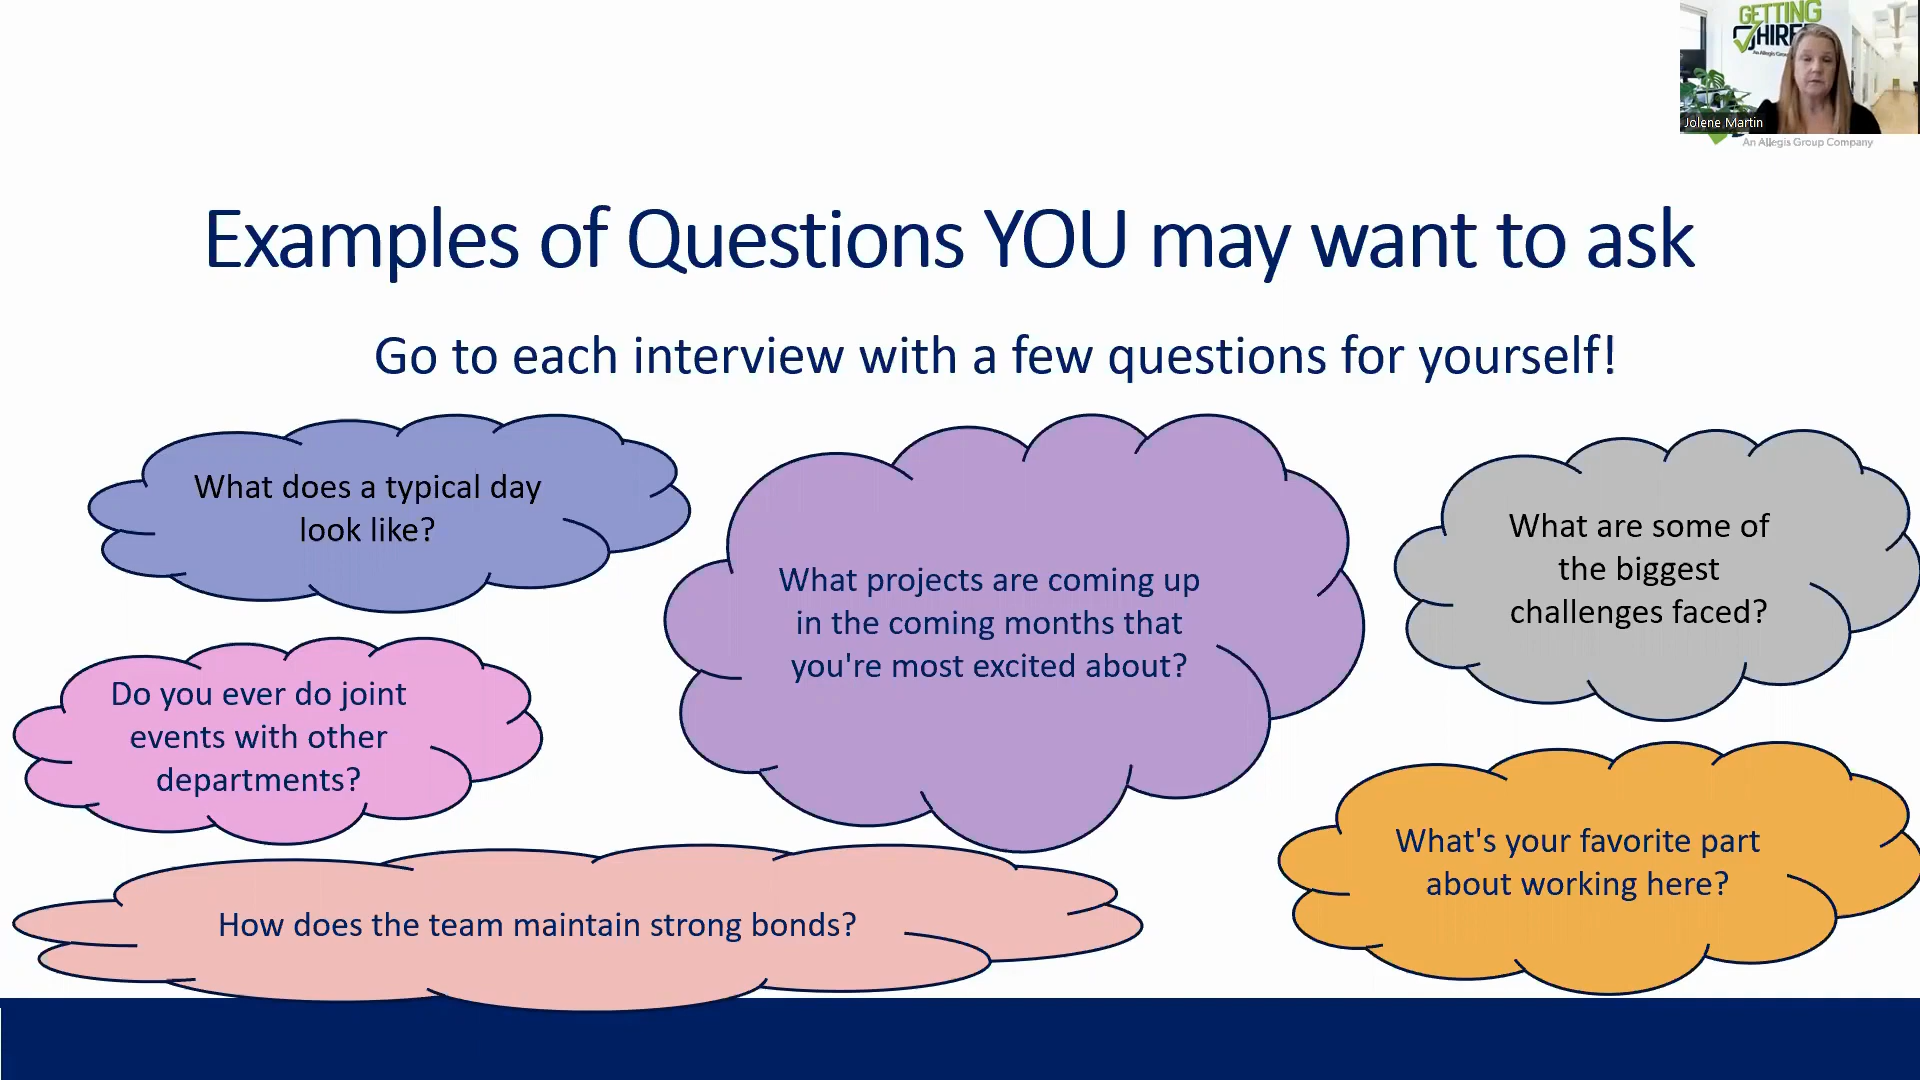 GETTING
HIRE
An Allegis Gro
Jolene Martin
An Allegis Group Company
Examples of Questions YOU may want to ask
Go to each interview with a few questions for yourself!
What does a typical day
look like?
What projects are coming up
in the coming months that
you're most excited about?
What are some of
the biggest
challenges faced?
Do you ever do joint
events with other
departments?
What's your favorite part
about working here?
How does the team maintain strong bonds?